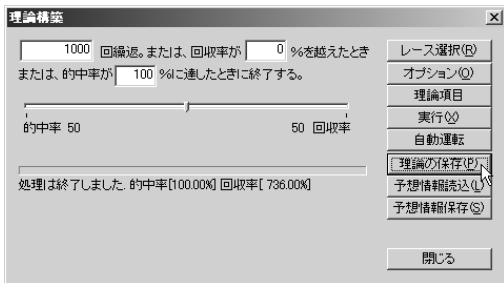 理論構築
1000 回繰返。または、回収率が 0 %を越えたとき
または、的中率が 100 %に達したときに終了する。
的中率 50
50 回収率
処理は終了しました. 的中率[100.00%] 回収率[ 736.00%]
レース選択(R)
オプション(O)
理論項目
実行(X)
自動運転
理論の保存(P)
予想情報読込(L)
予想情報保存(S)
閉じる